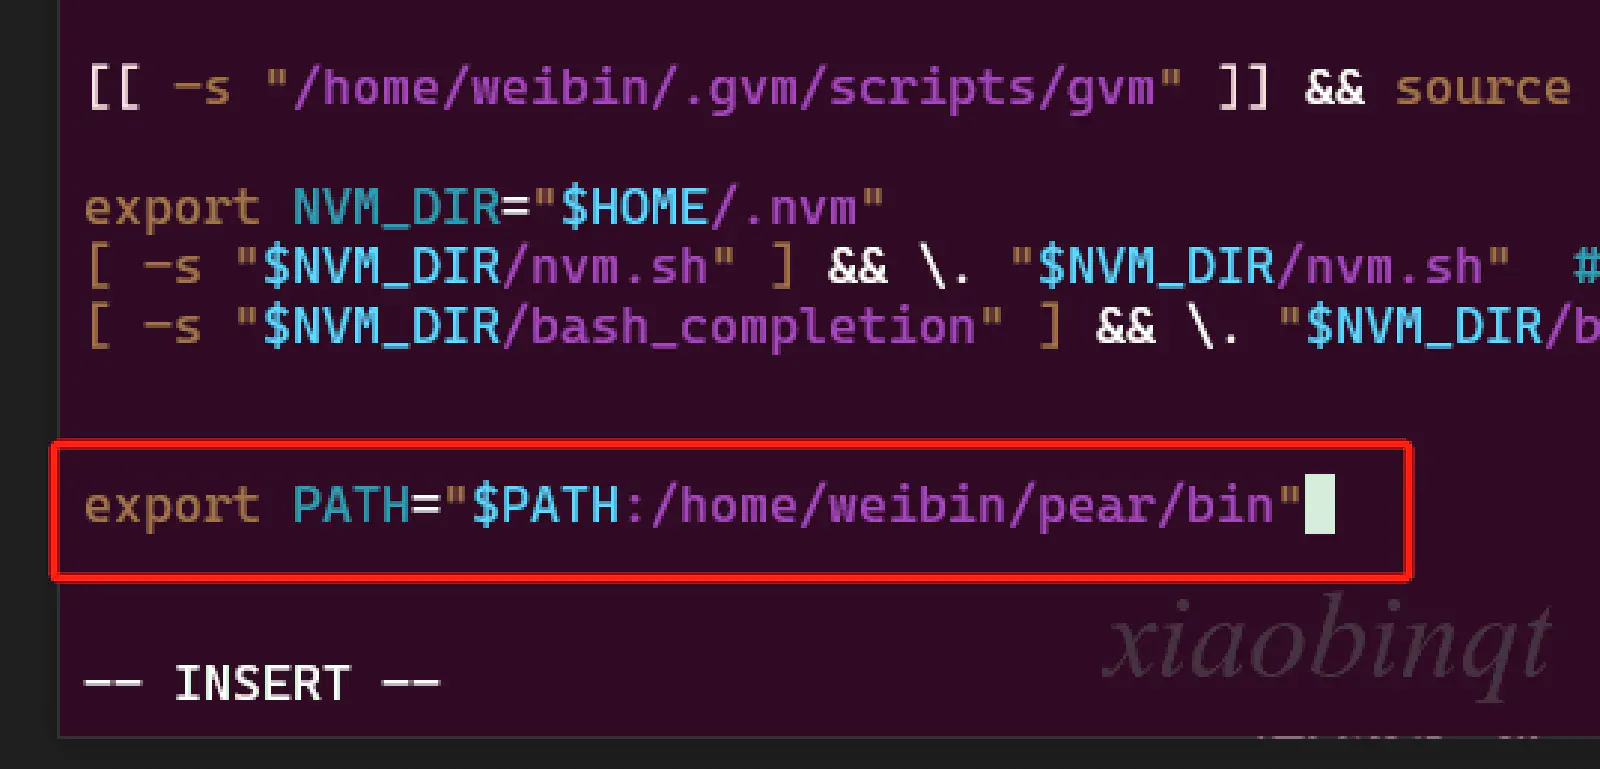 [[ -s "/home/weibin/.gvm/scripts/gvm" ]] && source
export NVM_DIR="$HOME/.nvm"
[ -s "$NVM_DIR/nvm.sh" ] && \. "$NVM_DIR/nvm.sh"  #
[ -s "$NVM_DIR/bash_completion" ] && \. "$NVM_DIR/b
export PATH="$PATH:/home/weibin/pear/bin"
xiaobinqt
-- INSERT --